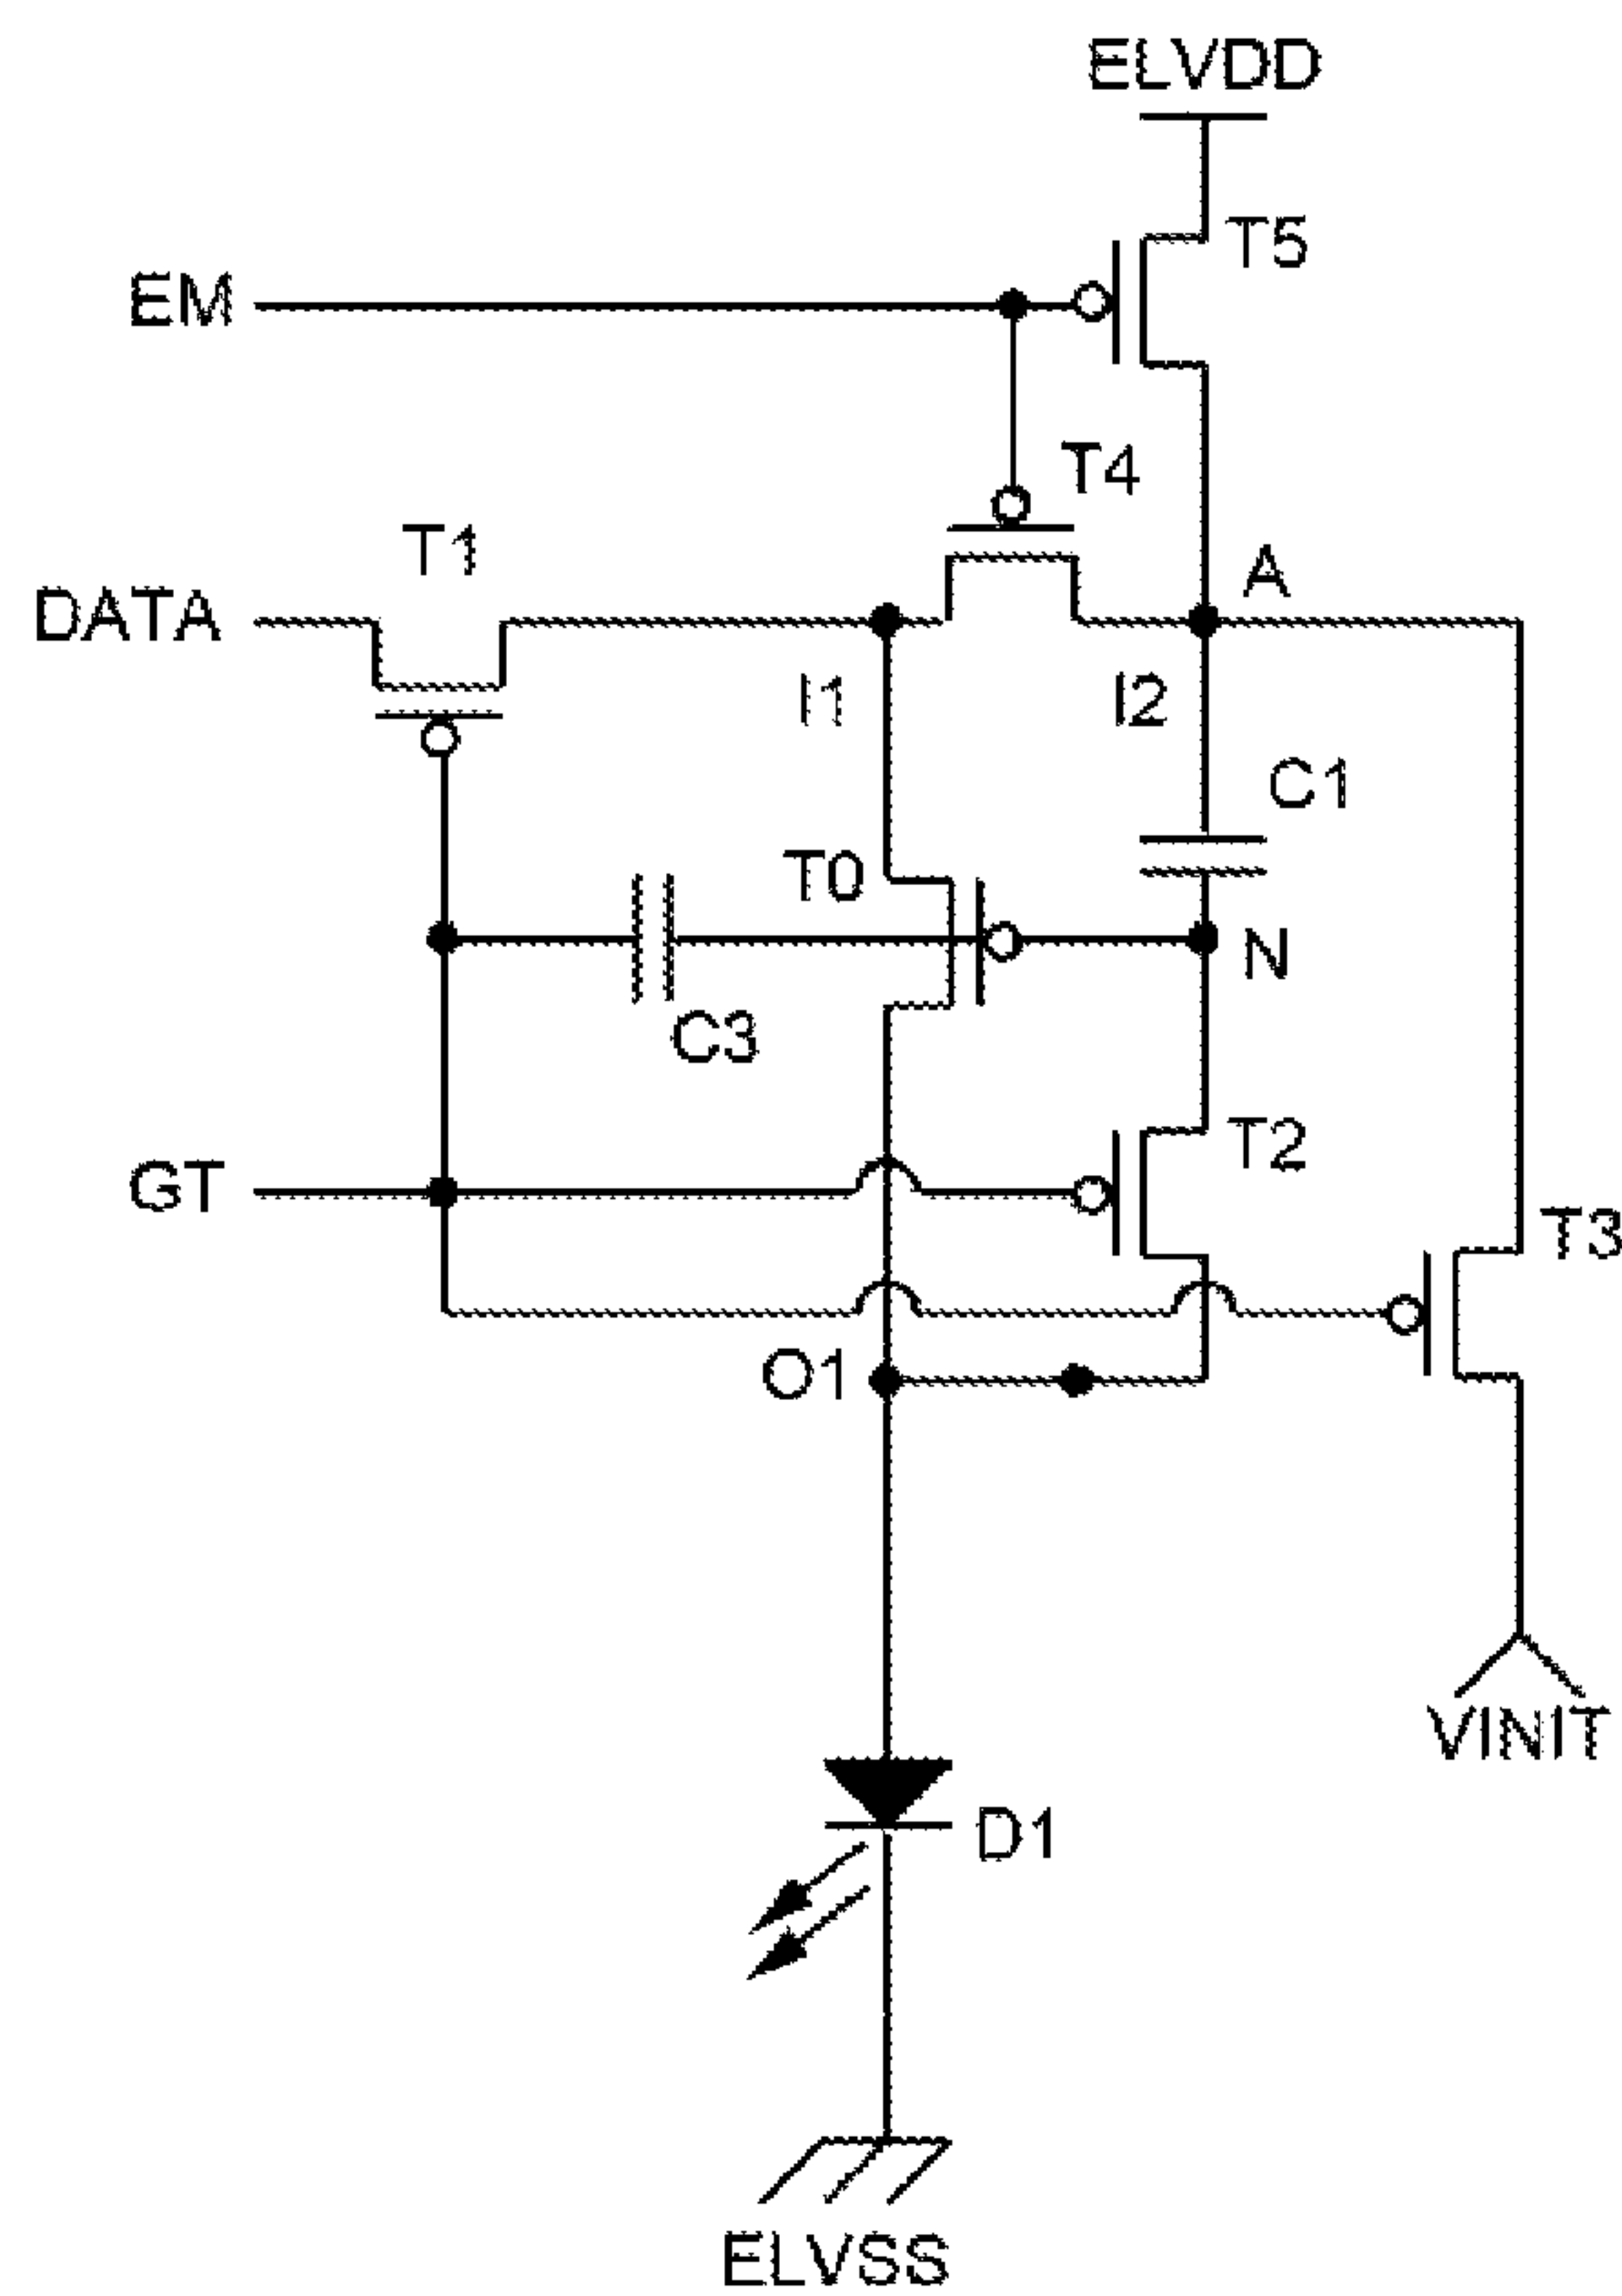 ELVDD
T5
EM
T4
T1
A
DATA
I1
I2
C1
T0
N
C3
T2
GT
T3
O1
VINIT
D1
ELVSS